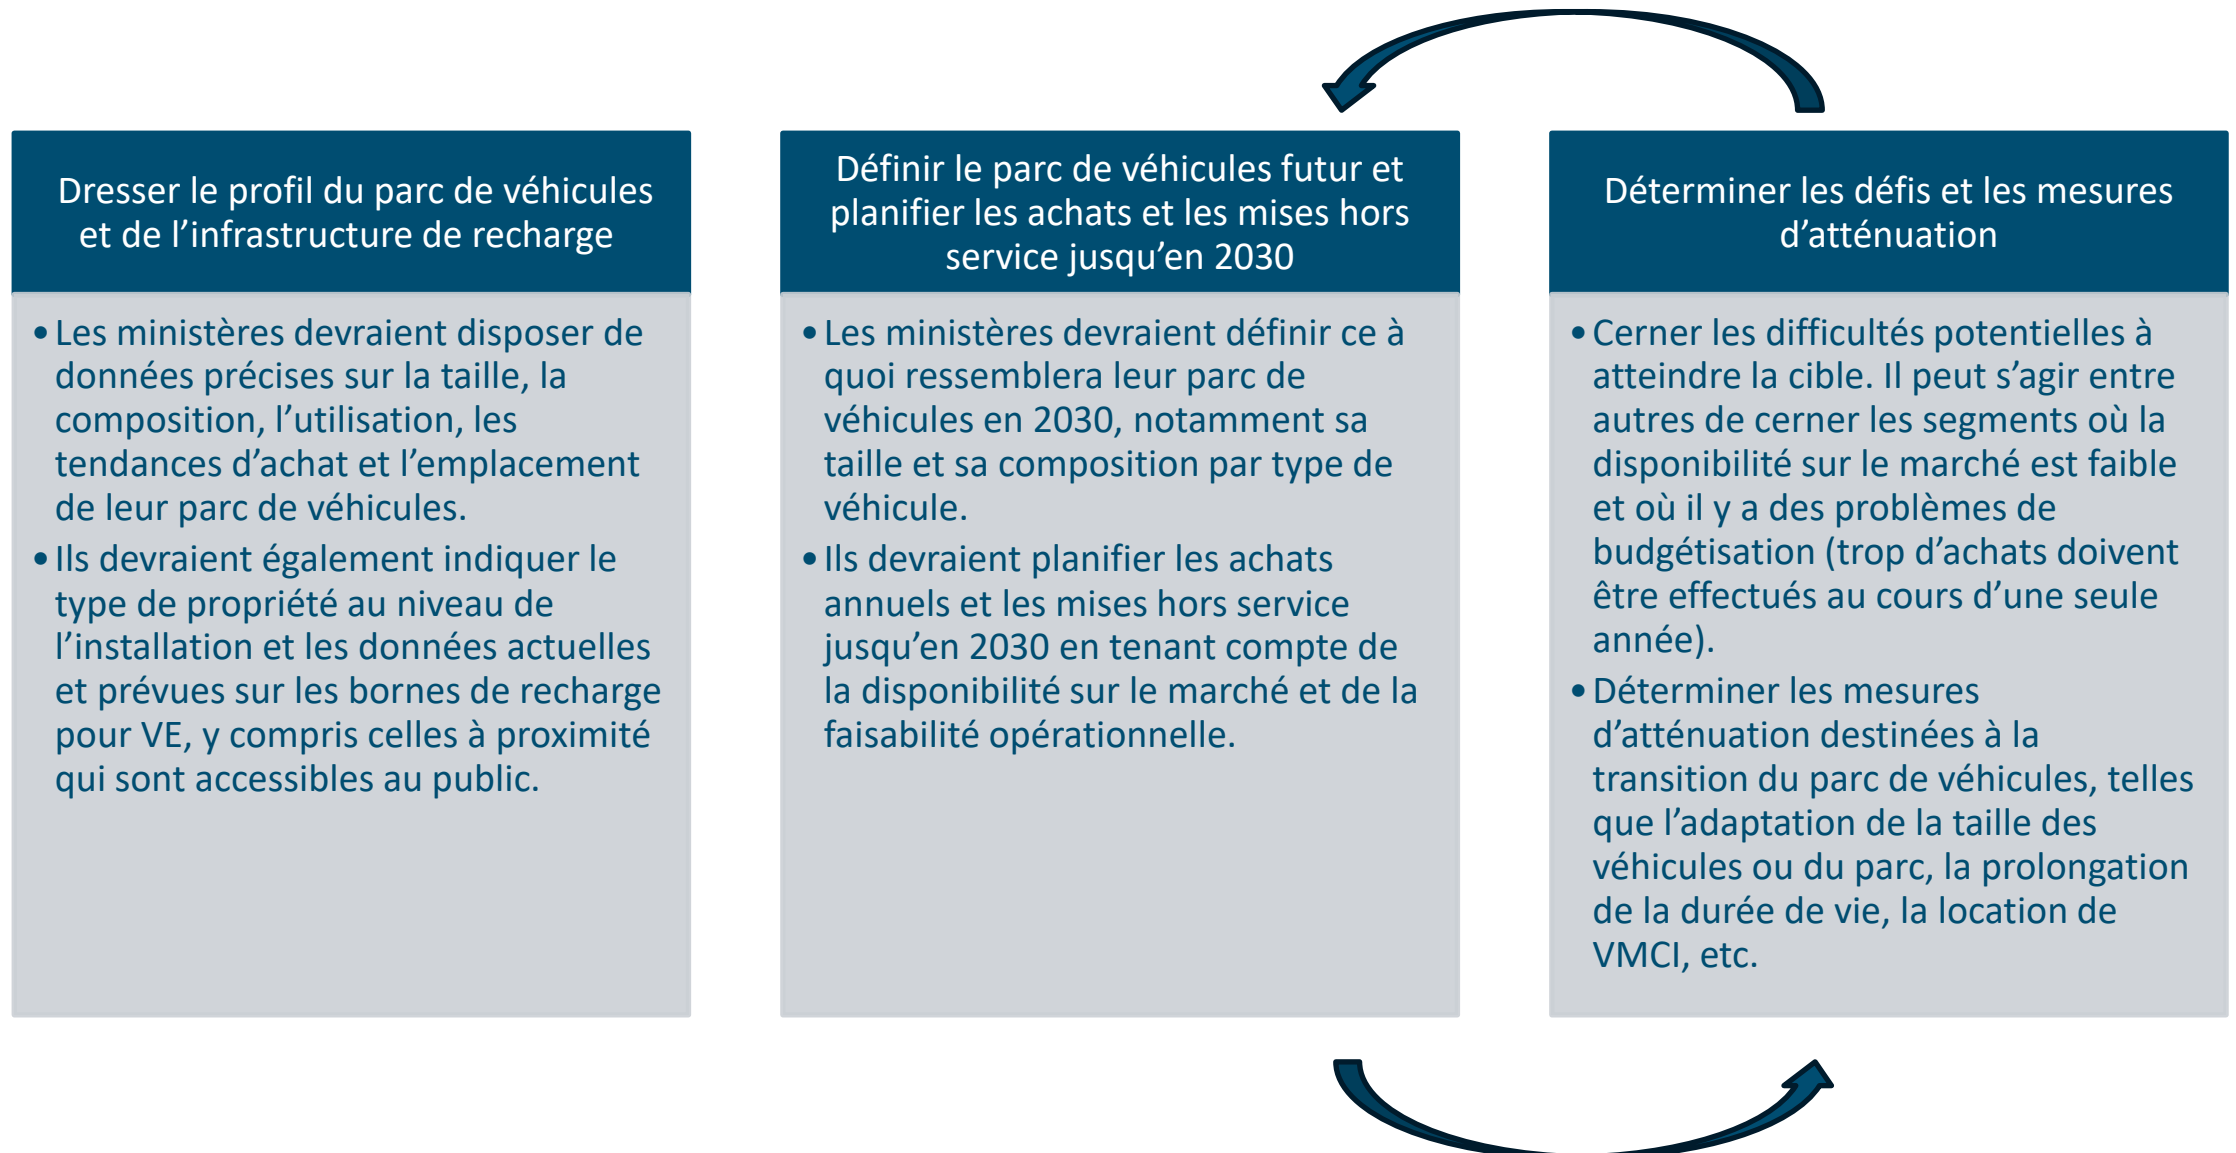 Dresser le profil du parc de véhicules
et de l’infrastructure de recharge
•Les ministères devraient disposer de
données précises sur la taille, la
composition, l’utilisation, les
tendances d’achat et l’emplacement
de leur parc de véhicules.
•Ils devraient également indiquer le
type de propriété au niveau de
l’installation et les données actuelles
et prévues sur les bornes de recharge
pour VE, y compris celles à proximité
qui sont accessibles au public.
Définir le parc de véhicules futur et
planifier les achats et les mises hors
service jusqu’en 2030
•Les ministères devraient définir ce à
quoi ressemblera leur parc de
véhicules en 2030, notamment sa
taille et sa composition par type de
véhicule.
•Ils devraient planifier les achats
annuels et les mises hors service
jusqu’en 2030 en tenant compte de
la disponibilité sur le marché et de la
faisabilité opérationnelle.
Déterminer les défis et les mesures
d’atténuation
•Cerner les difficultés potentielles à
atteindre la cible. Il peut s’agir entre
autres de cerner les segments où la
disponibilité sur le marché est faible
et où il y a des problèmes de
budgétisation (trop d’achats doivent
être effectués au cours d’une seule
année).
•Déterminer les mesures
d’atténuation destinées à la
transition du parc de véhicules, telles
que l’adaptation de la taille des
véhicules ou du parc, la prolongation
de la durée de vie, la location de
VMCI, etc.